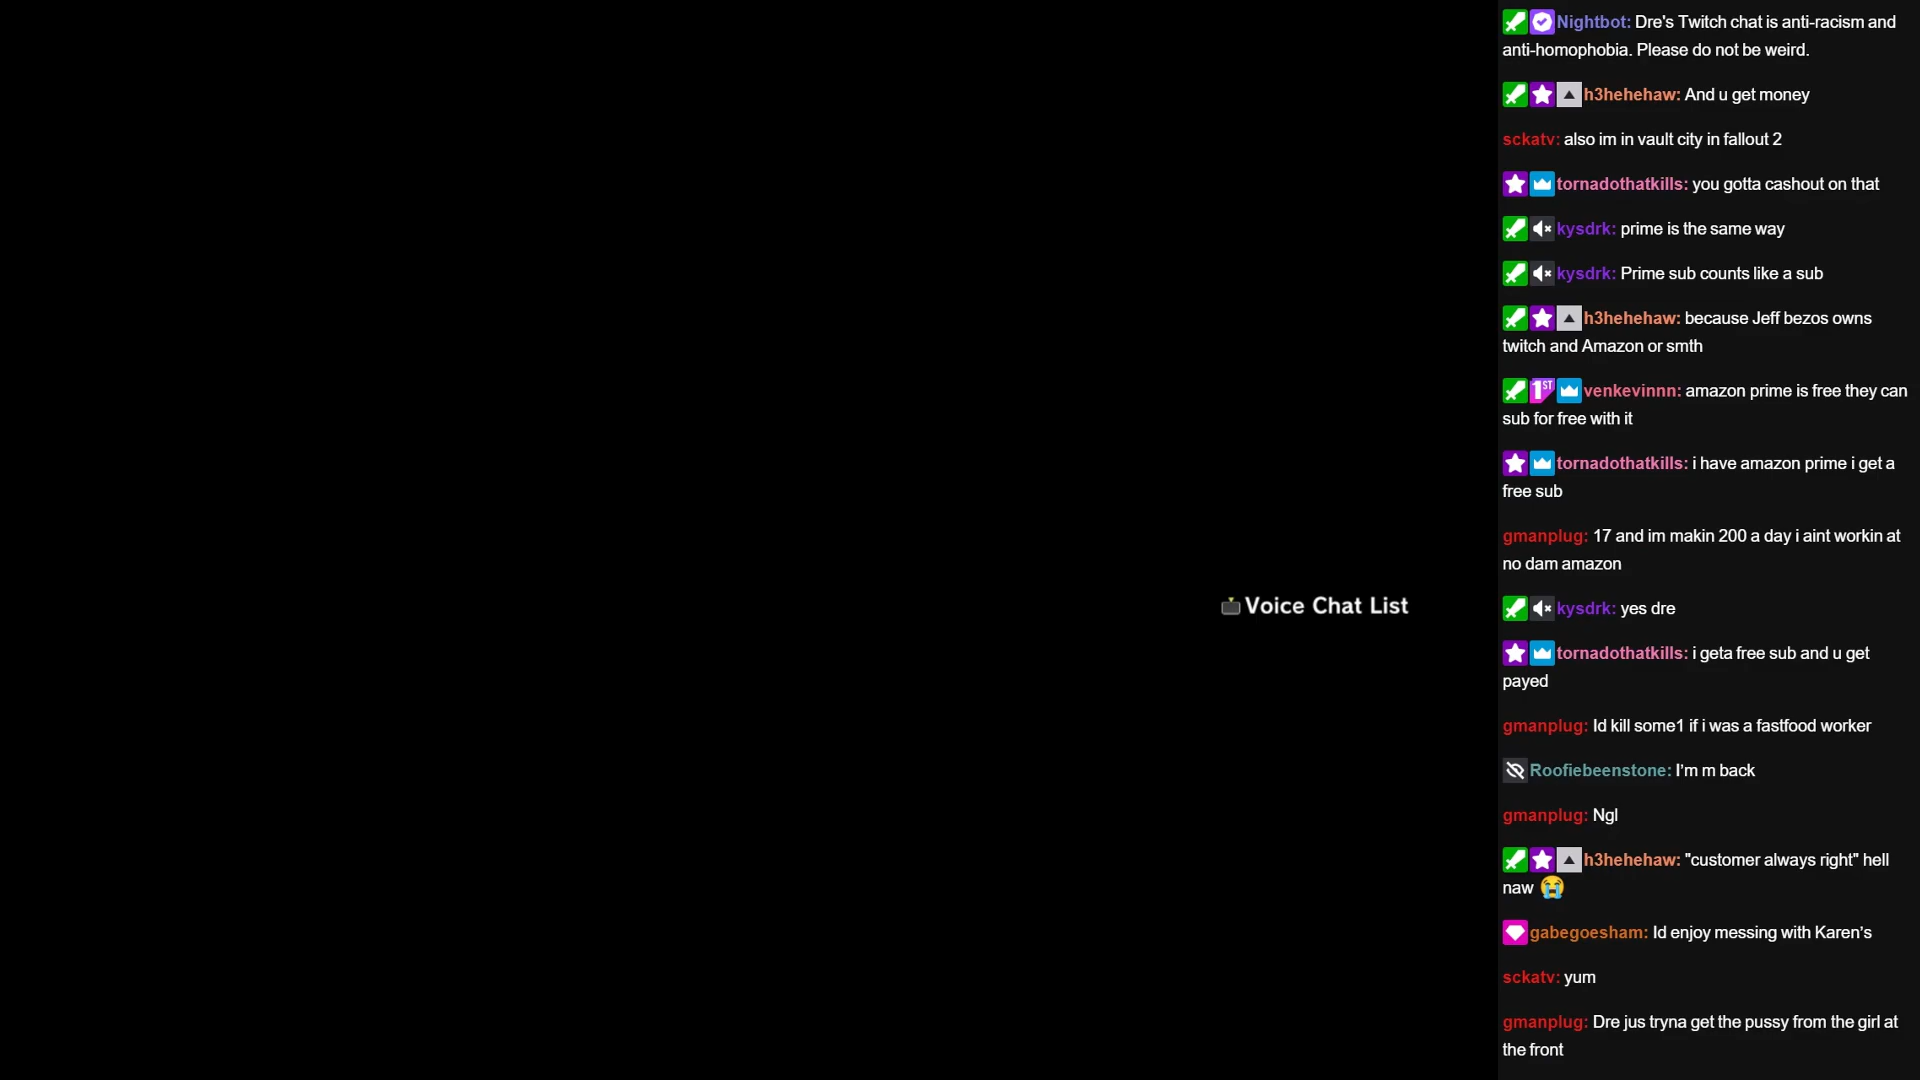 Nightbot: Dre's Twitch chat is anti-racism and
anti-homophobia. Please do not be weird.
h3hehehaw: And u get money
sckatv: also im in vault city in fallout 2
tornadothatkills: you gotta cashout on that
kysdrk: prime is the same way
kysdrk: Prime sub counts like a sub
h3hehehaw: because Jeff bezos owns
twitch and Amazon or smth
1ST venkevinnn: amazon prime is free they can
sub for free with it
tornadothatkills: i have amazon prime i get a
free sub
gmanplug: 17 and im makin 200 a day i aint workin at
no dam amazon
Voice Chat List
kysdrk: yes dre
tornadothatkills: i geta free sub and u get
payed
gmanplug: Id kill some1 if i was a fastfood worker
Roofiebeenstone: I’m m back
gmanplug: Ngl
h3hehehaw: "customer always right" hell
naw 😭
gabegoesham: Id enjoy messing with Karen’s
sckatv: yum
gmanplug: Dre jus tryna get the pussy from the girl at
the front